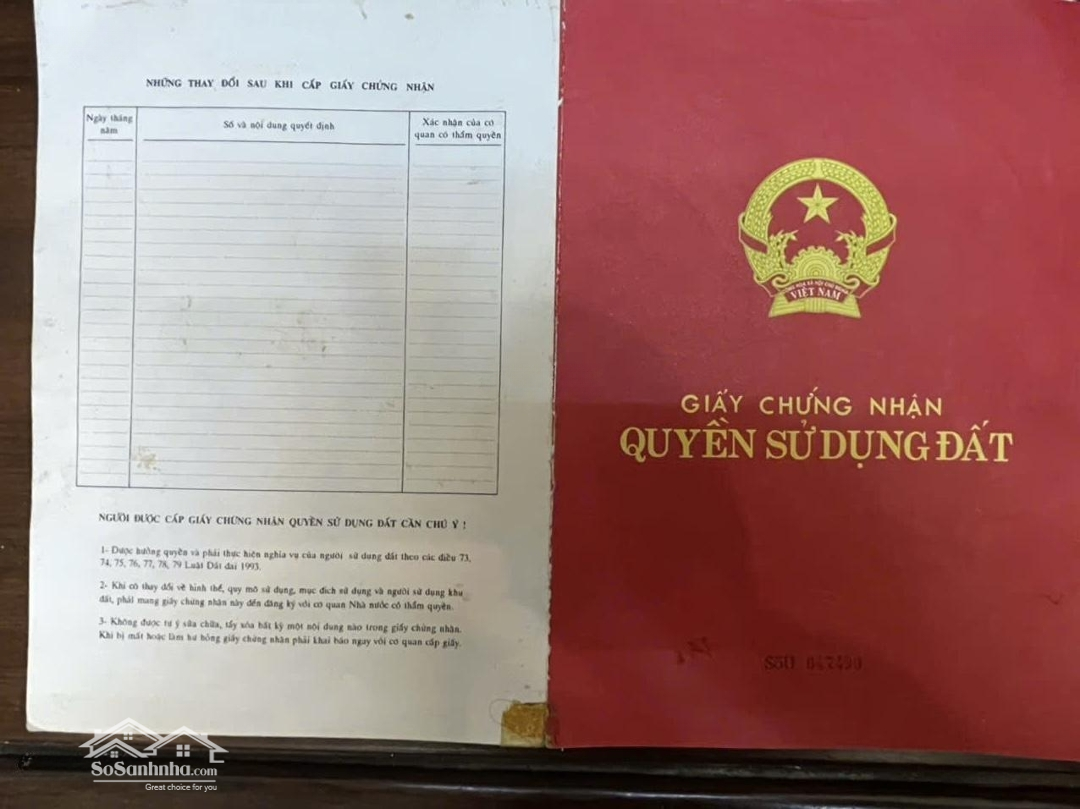 NHỮNG THAY ĐỔI SAU KHI CẤP GIẤY CHỨNG NHẬN
Ngày tháng năm
Số và nội dung quyết định
Xác nhận của cơ quan có thẩm quyền
NGƯỜI ĐƯỢC CẤP GIẤY CHỨNG NHẬN QUYỀN SỬ DỤNG ĐẤT CẦN CHÚ Ý !
1- Được hưởng quyền và phải thực hiện nghĩa vụ của người sử dụng đất theo các điều 73,
74, 75, 76, 77, 78, 79 Luật Đất đai 1993.
2- Khi có thay đổi về hình thể, quy mô sử dụng, mục đích sử dụng và người sử dụng khu
đất, phải mang giấy chứng nhận này đến đăng ký với cơ quan Nhà nước có thẩm quyền.
3- Không được tự ý sửa chữa, tẩy xóa bất kỳ một nội dung nào trong giấy chứng nhận.
Khi bị mất hoặc làm hư hỏng giấy chứng nhận phải khai báo ngay với cơ quan cấp giấy.
VIỆT NAM
GIẤY CHỨNG NHẬN
QUYỀN SỬ DỤNG ĐẤT
SoSanhnha.com
Great choice for you